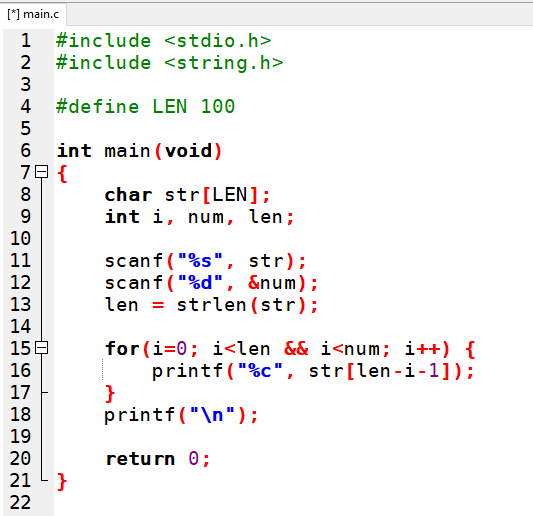 [*] main.c
1 #include <stdio.h>
2 #include <string.h>
3
4 #define LEN 100
5
6 int main(void)
7 {
8     char str[LEN];
9     int i, num, len;
10
11     scanf("%s", str);
12     scanf("%d", &num);
13     len = strlen(str);
14
15     for(i=0; i<len && i<num; i++) {
16         printf("%c", str[len-i-1]);
17     }
18     printf("\n");
19
20     return 0;
21 }
22